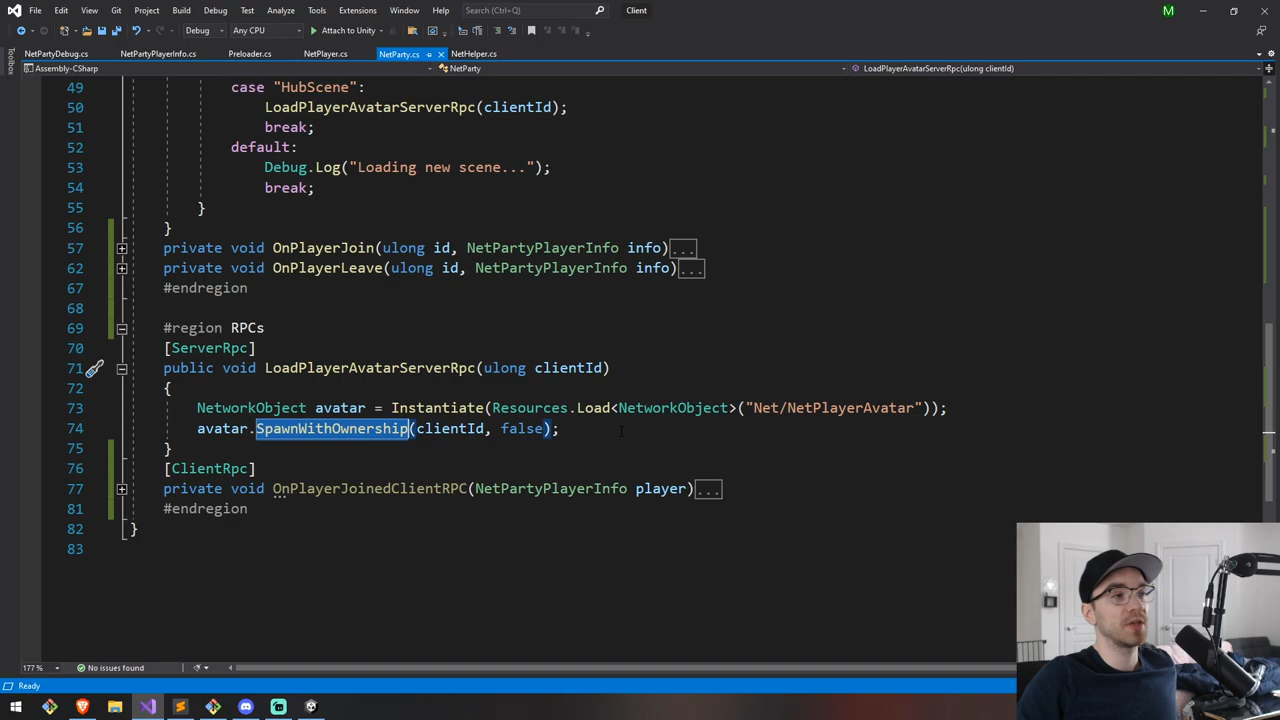 File Edit View Git Project Build Debug Test Analyze Tools Extensions Window Help Search (Ctrl+Q) Client M
Debug Any CPU Attach to Unity
NetPartyDebug.cs NetPartyPlayerInfo.cs Preloader.cs NetPlayer.cs NetParty.cs NetHelper.cs
Assembly-CSharp NetParty LoadPlayerAvatarServerRpc(ulong clientId)
Toolbox
49 case "HubScene":
50 LoadPlayerAvatarServerRpc(clientId);
51 break;
52 default:
53 Debug.Log("Loading new scene...");
54 break;
55 }
56 }
57 private void OnPlayerJoin(ulong id, NetPartyPlayerInfo info)...
62 private void OnPlayerLeave(ulong id, NetPartyPlayerInfo info)...
67 #endregion
68
69 #region RPCs
70 [ServerRpc]
71 public void LoadPlayerAvatarServerRpc(ulong clientId)
72 {
73 NetworkObject avatar = Instantiate(Resources.Load<NetworkObject>("Net/NetPlayerAvatar"));
74 avatar.SpawnWithOwnership(clientId, false);
75 }
76 [ClientRpc]
77 private void OnPlayerJoinedClientRPC(NetPartyPlayerInfo player)...
81 #endregion
82 }
83
177 % No issues found
Ready